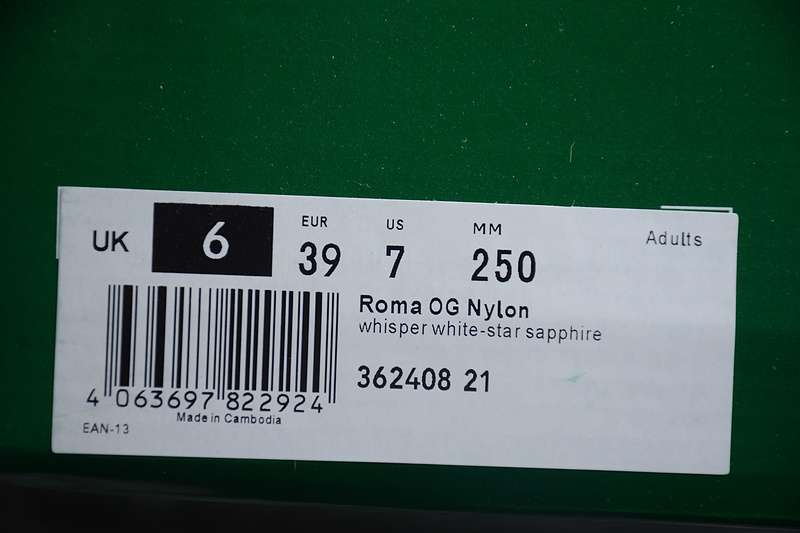 UK 6 EUR 39 US 7 MM 250 Adults
Roma OG Nylon
whisper white-star sapphire
362408 21
4 063697 822924
Made in Cambodia
EAN-13